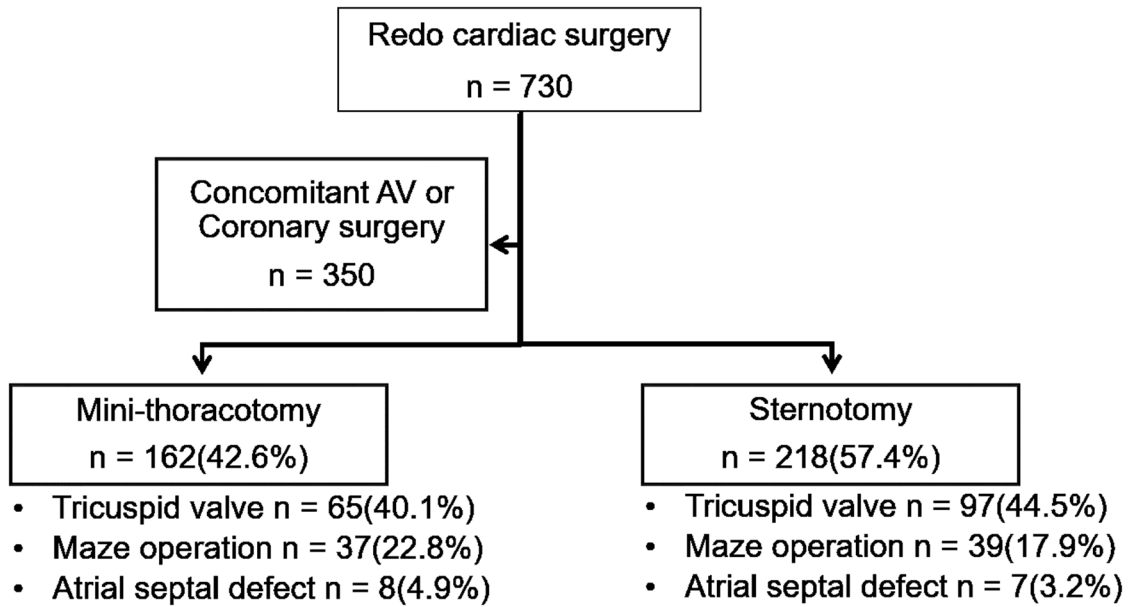 Redo cardiac surgery
n = 730
Concomitant AV or
Coronary surgery
n = 350
Mini-thoracotomy
n = 162(42.6%)
• Tricuspid valve n = 65(40.1%)
• Maze operation n = 37(22.8%)
• Atrial septal defect n = 8(4.9%)
Sternotomy
n = 218(57.4%)
• Tricuspid valve n = 97(44.5%)
• Maze operation n = 39(17.9%)
• Atrial septal defect n = 7(3.2%)